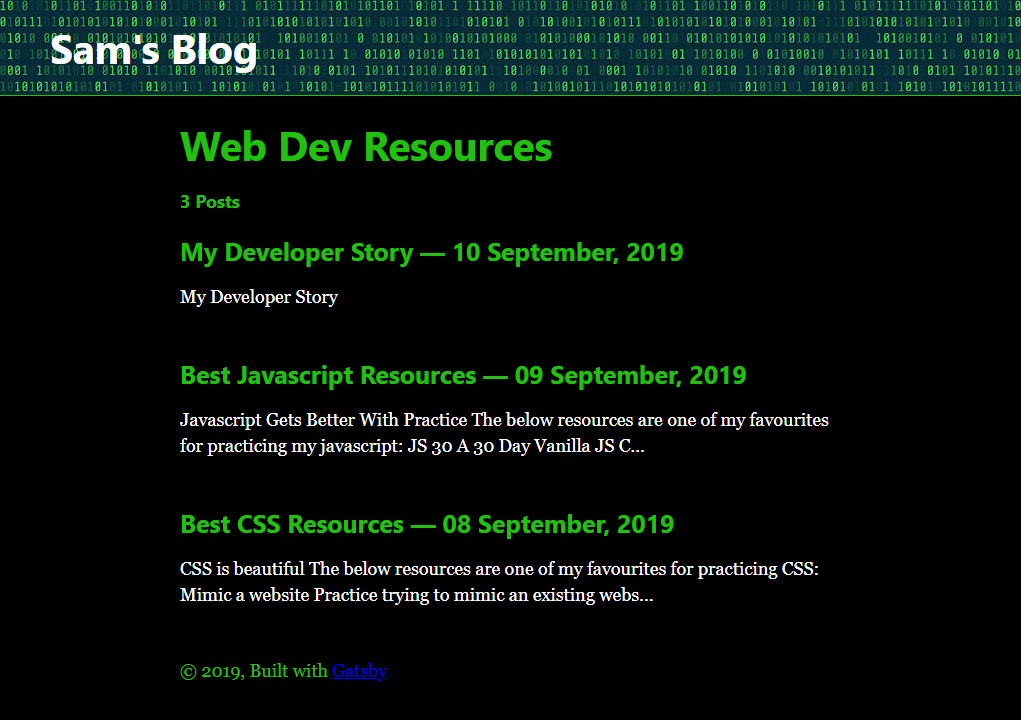 Sam's Blog
Web Dev Resources
3 Posts
My Developer Story — 10 September, 2019
My Developer Story
Best Javascript Resources — 09 September, 2019
Javascript Gets Better With Practice The below resources are one of my favourites
for practicing my javascript: JS 30 A 30 Day Vanilla JS C...
Best CSS Resources — 08 September, 2019
CSS is beautiful The below resources are one of my favourites for practicing CSS:
Mimic a website Practice trying to mimic an existing webs...
© 2019, Built with Gatsby